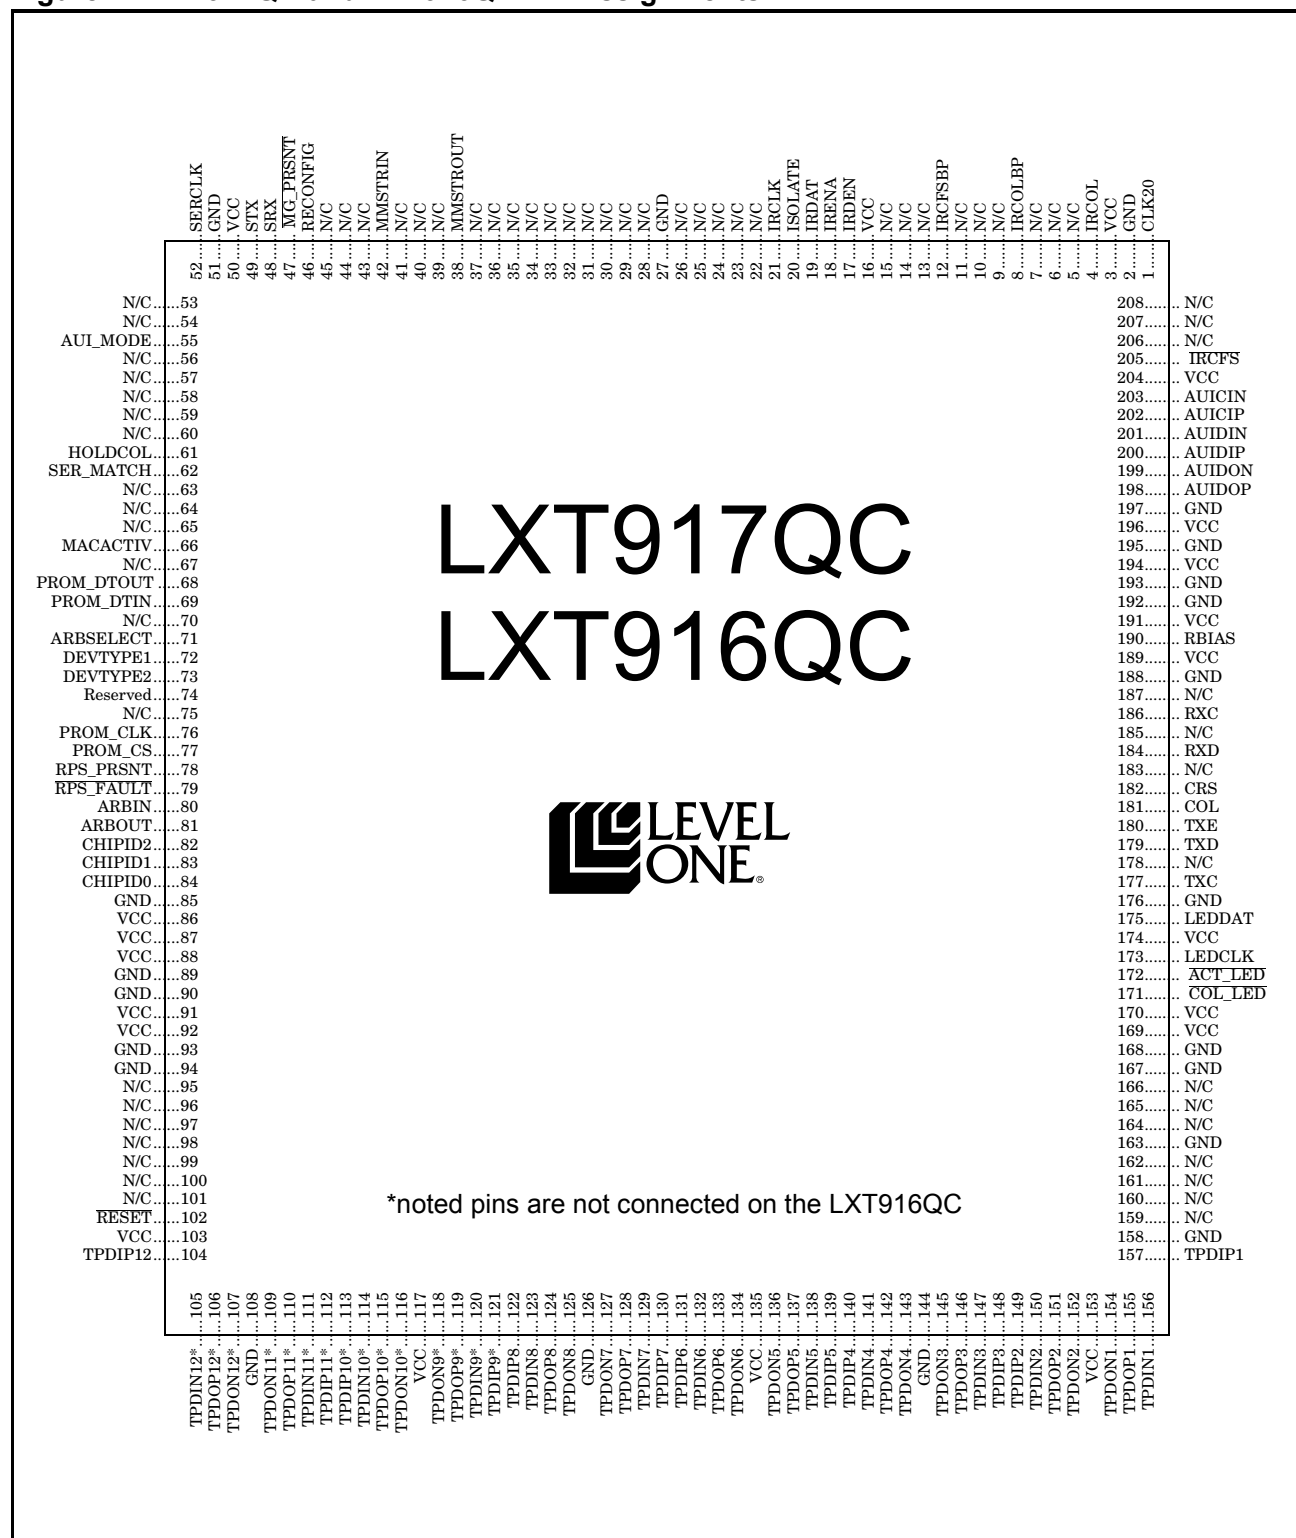 52......SERCLK
51......GND
50......VCC
49......STX
48......SRX
47......MG_PRSNT
46......RECONFIG
45......N/C
44......N/C
43......N/C
42......MMSTRIN
41......N/C
40......N/C
39......N/C
38......MMSTROUT
37......N/C
36......N/C
35......N/C
34......N/C
33......N/C
32......N/C
31......N/C
30......N/C
29......N/C
28......N/C
27......GND
26......N/C
25......N/C
24......N/C
23......N/C
22......N/C
21......IRCLK
20......ISOLATE
19......IRDAT
18......IRENA
17......IRDEN
16......VCC
15......N/C
14......N/C
13......N/C
12......IRCFSBP
11......N/C
10......N/C
9......N/C
8......IRCOLBP
7......N/C
6......N/C
5......N/C
4......IRCOL
3......VCC
2......GND
1......CLK20
N/C......53
N/C......54
AUI_MODE......55
N/C......56
N/C......57
N/C......58
N/C......59
N/C......60
HOLDCOL......61
SER_MATCH......62
N/C......63
N/C......64
N/C......65
MACACTIV......66
N/C......67
PROM_DTOUT......68
PROM_DTIN......69
N/C......70
ARBSELECT......71
DEVTYPE1......72
DEVTYPE2......73
Reserved......74
N/C......75
PROM_CLK......76
PROM_CS......77
RPS_PRSNT......78
RPS_FAULT......79
ARBIN......80
ARBOUT......81
CHIPID2......82
CHIPID1......83
CHIPID0......84
GND......85
VCC......86
VCC......87
VCC......88
GND......89
GND......90
VCC......91
VCC......92
GND......93
GND......94
N/C......95
N/C......96
N/C......97
N/C......98
N/C......99
N/C......100
N/C......101
RESET......102
VCC......103
TPDIP12......104
LXT917QC
LXT916QC
LEVEL
ONE®
*noted pins are not connected on the LXT916QC
208........ N/C
207........ N/C
206........ N/C
205........ IRCFS
204........ VCC
203........ AUICIN
202........ AUICIP
201........ AUIDIN
200........ AUIDIP
199........ AUIDON
198........ AUIDOP
197........ GND
196........ VCC
195........ GND
194........ VCC
193........ GND
192........ GND
191........ VCC
190........ RBIAS
189........ VCC
188........ GND
187........ N/C
186........ RXC
185........ N/C
184........ RXD
183........ N/C
182........ CRS
181........ COL
180........ TXE
179........ TXD
178........ N/C
177........ TXC
176........ GND
175........ LEDDAT
174........ VCC
173........ LEDCLK
172........ ACT_LED
171........ COL_LED
170........ VCC
169........ VCC
168........ GND
167........ GND
166........ N/C
165........ N/C
164........ N/C
163........ GND
162........ N/C
161........ N/C
160........ N/C
159........ N/C
158........ GND
157........ TPDIP1
TPDIN12*......105
TPDOP12*......106
TPDON12*......107
GND......108
TPDON11*......109
TPDOP11*......110
TPDIN11*......111
TPDIP11*......112
TPDIP10*......113
TPDIN10*......114
TPDOP10*......115
TPDON10*......116
VCC......117
TPDON9*......118
TPDOP9*......119
TPDIN9*......120
TPDIP9*......121
TPDIP8......122
TPDIN8......123
TPDOP8......124
TPDON8......125
GND......126
TPDON7......127
TPDOP7......128
TPDIN7......129
TPDIP7......130
TPDIP6......131
TPDIN6......132
TPDOP6......133
TPDON6......134
VCC......135
TPDON5......136
TPDOP5......137
TPDIN5......138
TPDIP5......139
TPDIP4......140
TPDIN4......141
TPDOP4......142
TPDON4......143
GND......144
TPDON3......145
TPDOP3......146
TPDIN3......147
TPDIP3......148
TPDIP2......149
TPDIN2......150
TPDOP2......151
TPDON2......152
VCC......153
TPDON1......154
TPDOP1......155
TPDIN1......156